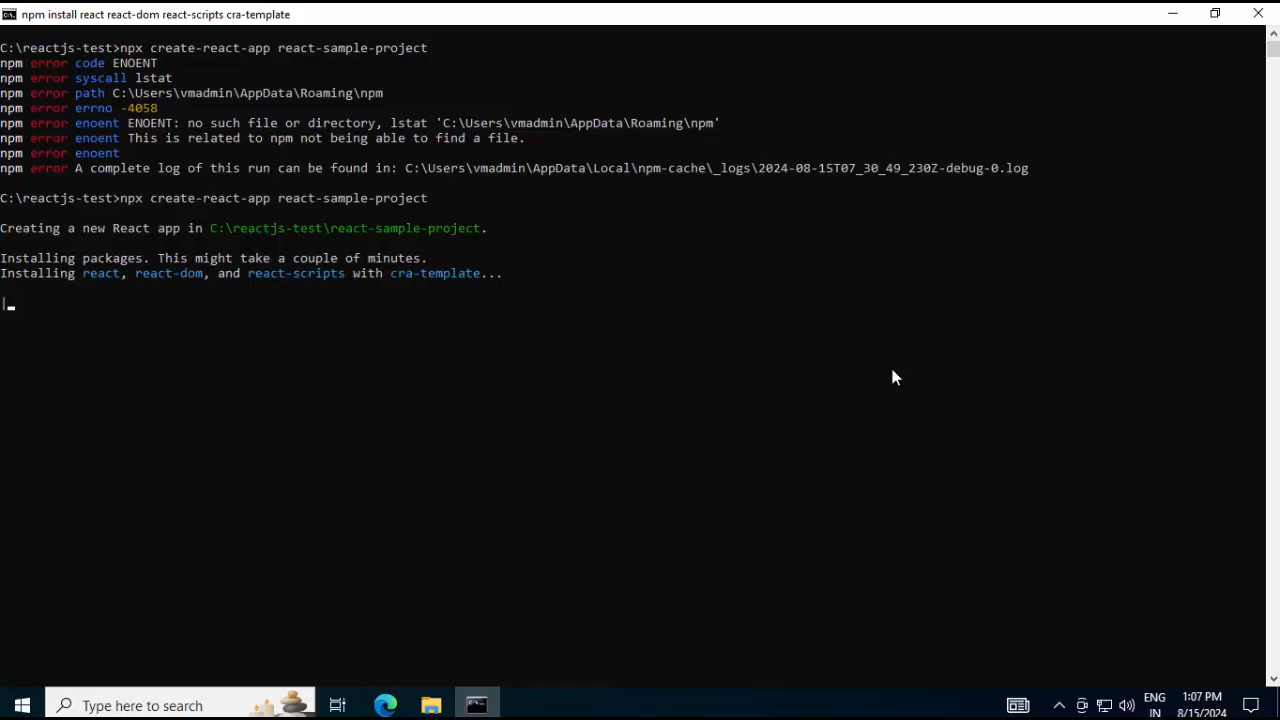 npm install react react-dom react-scripts cra-template
C:\reactjs-test>npx create-react-app react-sample-project
npm error code ENOENT
npm error syscall lstat
npm error path C:\Users\vmadmin\AppData\Roaming\npm
npm error errno -4058
npm error enoent ENOENT: no such file or directory, lstat 'C:\Users\vmadmin\AppData\Roaming\npm'
npm error enoent This is related to npm not being able to find a file.
npm error enoent
npm error A complete log of this run can be found in: C:\Users\vmadmin\AppData\Local\npm-cache\_logs\2024-08-15T07_30_49_230Z-debug-0.log
C:\reactjs-test>npx create-react-app react-sample-project
Creating a new React app in C:\reactjs-test\react-sample-project.
Installing packages. This might take a couple of minutes.
Installing react, react-dom, and react-scripts with cra-template...
|
Type here to search
ENG
IN
1:07 PM
8/15/2024